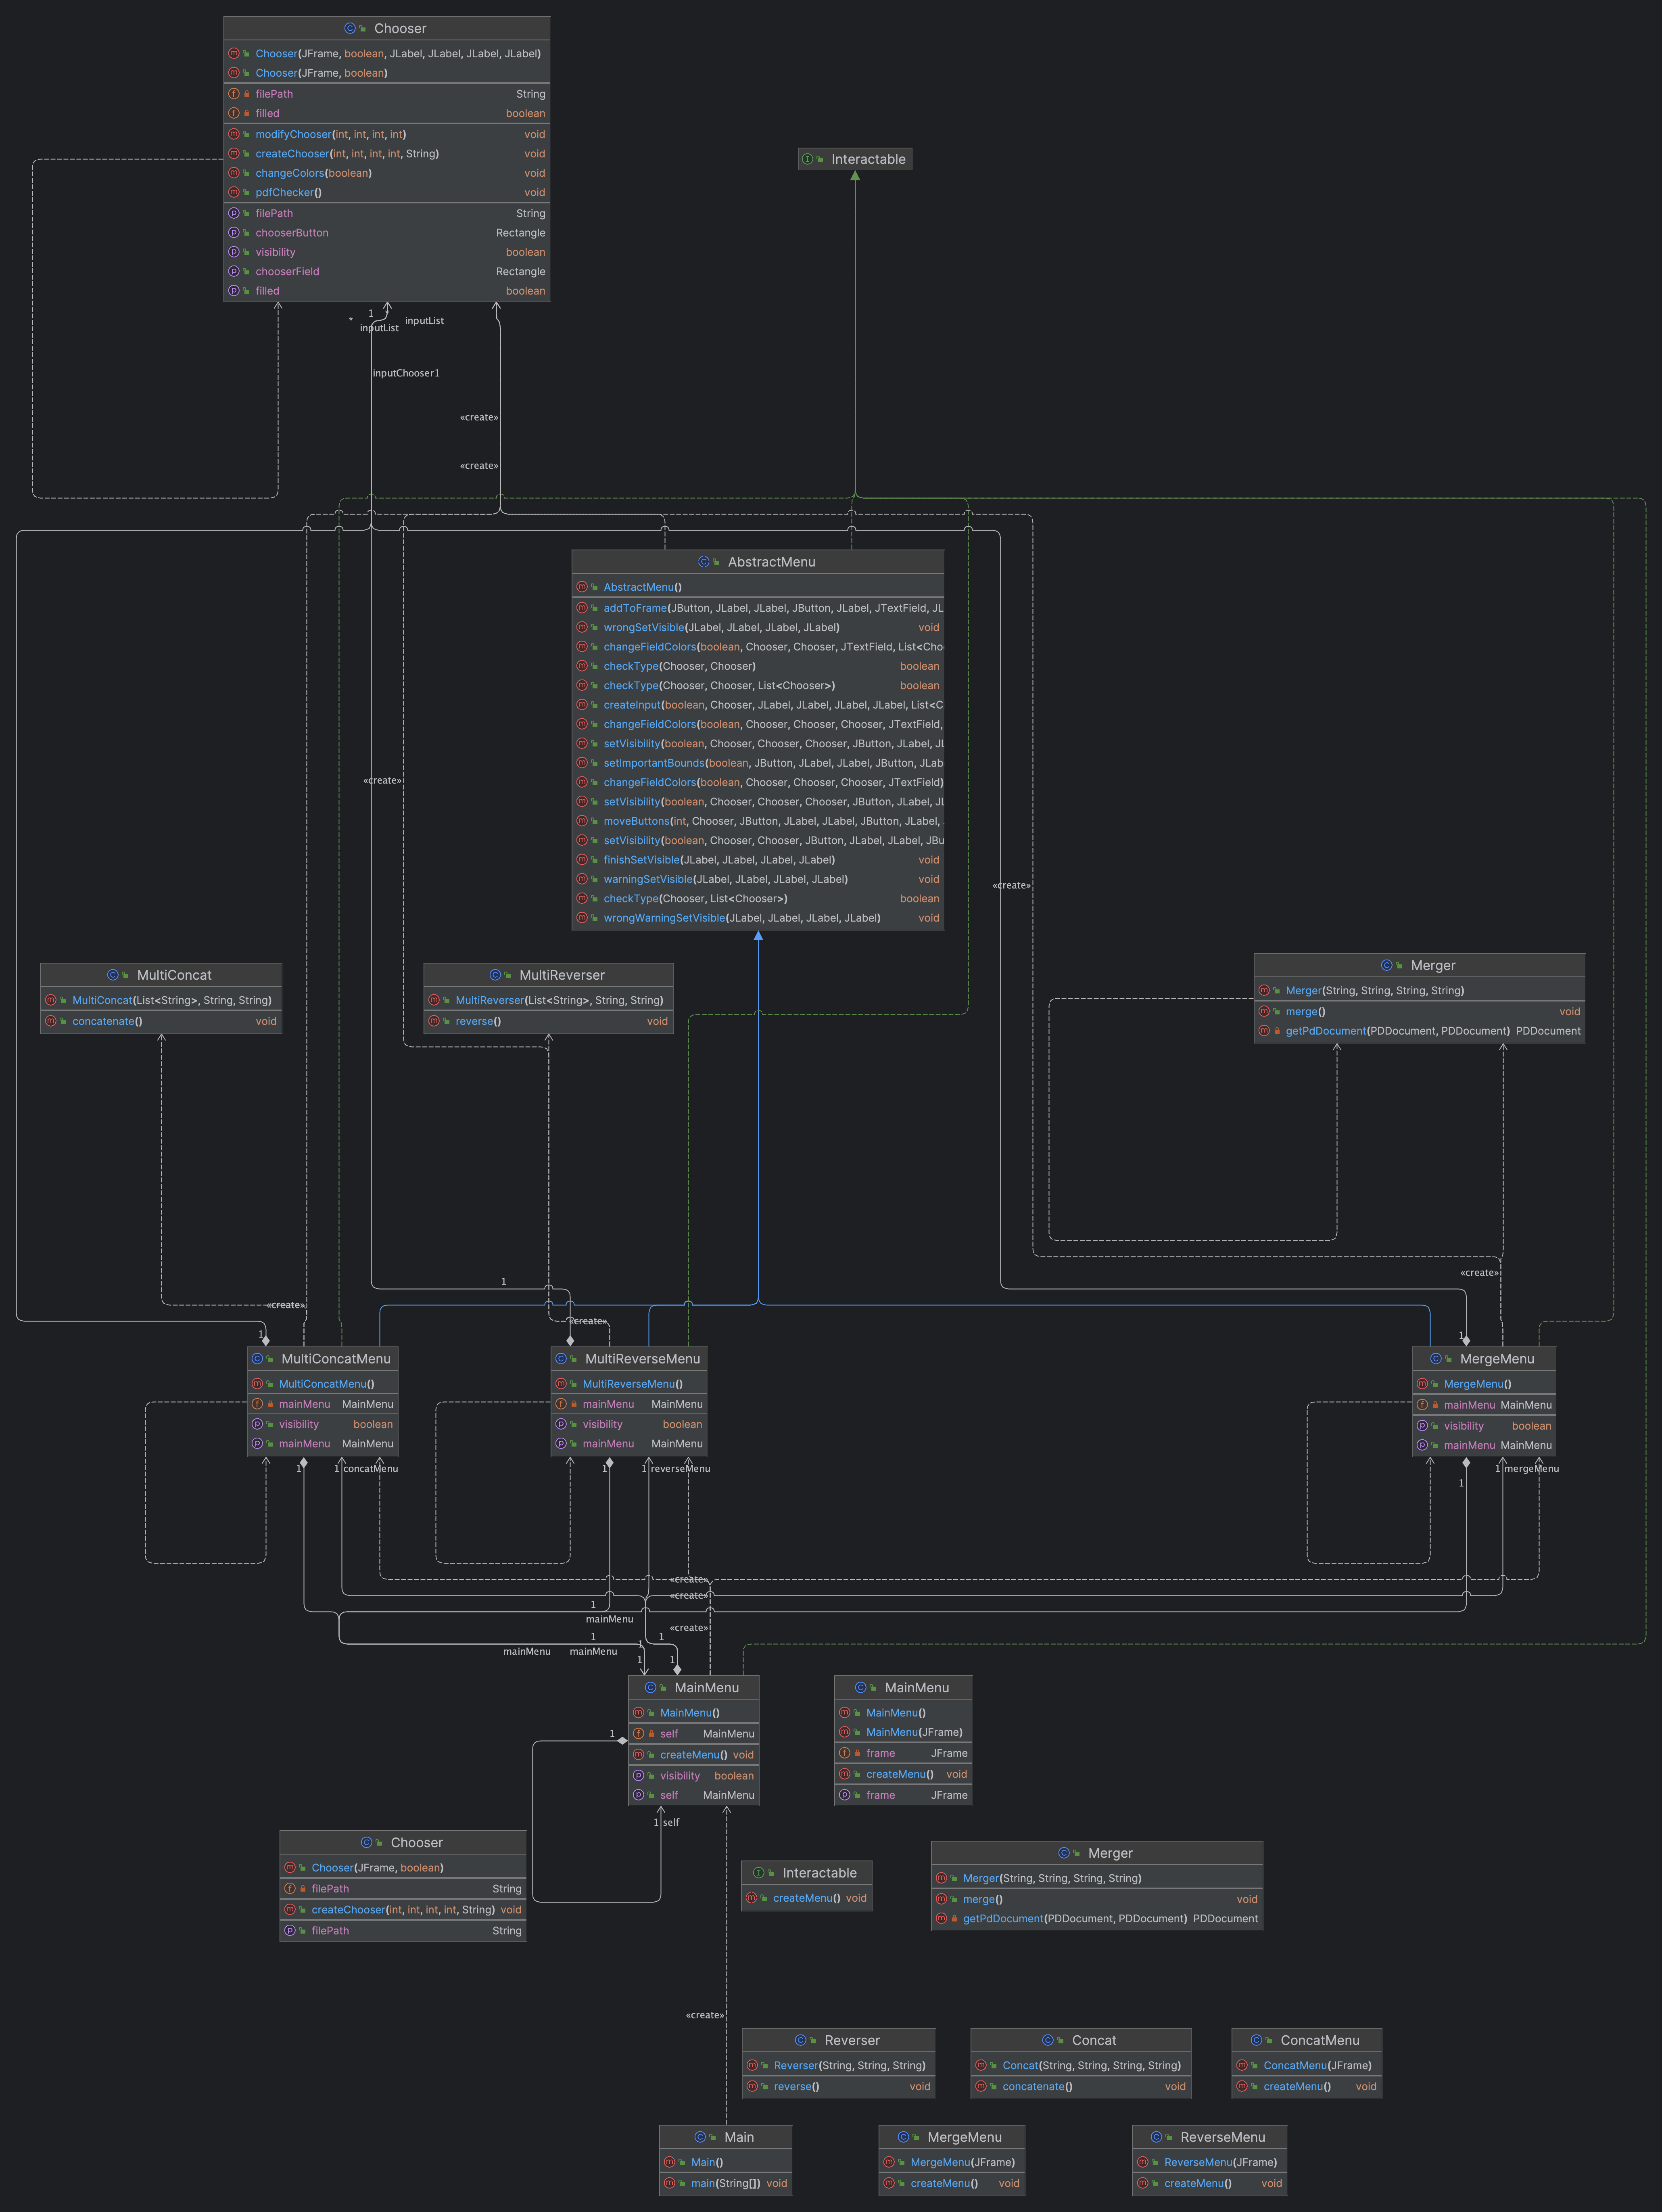 Chooser
Chooser(JFrame, boolean, JLabel, JLabel, JLabel, JLabel)
Chooser(JFrame, boolean)
filePath String
filled boolean
modifyChooser(int, int, int, int) void
createChooser(int, int, int, int, String) void
changeColors(boolean) void
pdfChecker() void
filePath String
chooserButton Rectangle
visibility boolean
chooserField Rectangle
filled boolean
Interactable
1 *
* inputList
inputList
inputChooser1
«create»
«create»
AbstractMenu
AbstractMenu()
addToFrame(JButton, JLabel, JLabel, JButton, JLabel, JTextField, JL
wrongSetVisible(JLabel, JLabel, JLabel, JLabel) void
changeFieldColors(boolean, Chooser, Chooser, JTextField, List<Choo
checkType(Chooser, Chooser) boolean
checkType(Chooser, Chooser, List<Chooser>) boolean
createInput(boolean, Chooser, JLabel, JLabel, JLabel, JLabel, List<C
changeFieldColors(boolean, Chooser, Chooser, Chooser, JTextField,
setVisibility(boolean, Chooser, Chooser, Chooser, JButton, JLabel, JL
setImportantBounds(boolean, JButton, JLabel, JLabel, JButton, JLab
changeFieldColors(boolean, Chooser, Chooser, Chooser, JTextField)
setVisibility(boolean, Chooser, Chooser, Chooser, JButton, JLabel, JL
moveButtons(int, Chooser, JButton, JLabel, JLabel, JButton, JLabel, J
setVisibility(boolean, Chooser, Chooser, JButton, JLabel, JLabel, JBu
finishSetVisible(JLabel, JLabel, JLabel, JLabel) void
warningSetVisible(JLabel, JLabel, JLabel, JLabel) void
checkType(Chooser, List<Chooser>) boolean
wrongWarningSetVisible(JLabel, JLabel, JLabel, JLabel) void
«create»
«create»
MultiConcat
MultiConcat(List<String>, String, String)
concatenate() void
MultiReverser
MultiReverser(List<String>, String, String)
reverse() void
Merger
Merger(String, String, String, String)
merge() void
getPdDocument(PDDocument, PDDocument) PDDocument
«create»
1
«create»
«create»
1
1
MultiConcatMenu
MultiConcatMenu()
mainMenu MainMenu
visibility boolean
mainMenu MainMenu
MultiReverseMenu
MultiReverseMenu()
mainMenu MainMenu
visibility boolean
mainMenu MainMenu
MergeMenu
MergeMenu()
mainMenu MainMenu
visibility boolean
mainMenu MainMenu
1 1 concatMenu
1 1 reverseMenu
1 1 mergeMenu
«create»
«create»
1
mainMenu
«create»
1 1 1
mainMenu mainMenu
1 1
MainMenu
MainMenu()
self MainMenu
createMenu() void
visibility boolean
self MainMenu
1
1 self
MainMenu
MainMenu()
MainMenu(JFrame)
frame JFrame
createMenu() void
frame JFrame
Chooser
Chooser(JFrame, boolean)
filePath String
createChooser(int, int, int, int, String) void
filePath String
Interactable
createMenu() void
Merger
Merger(String, String, String, String)
merge() void
getPdDocument(PDDocument, PDDocument) PDDocument
«create»
Reverser
Reverser(String, String, String)
reverse() void
Concat
Concat(String, String, String, String)
concatenate() void
ConcatMenu
ConcatMenu(JFrame)
createMenu() void
Main
Main()
main(String[]) void
MergeMenu
MergeMenu(JFrame)
createMenu() void
ReverseMenu
ReverseMenu(JFrame)
createMenu() void